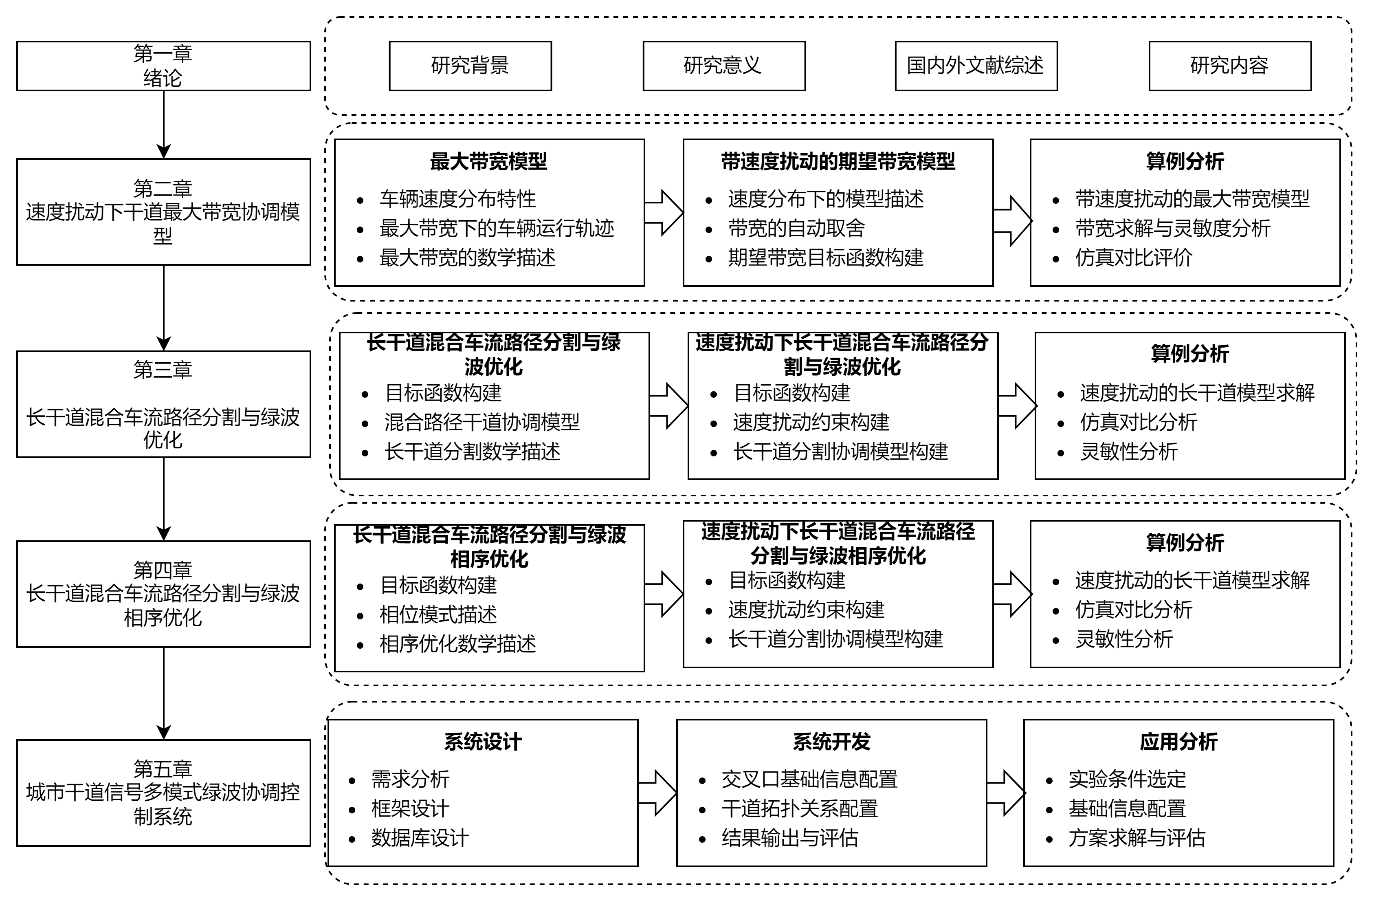 第一章
绪论
研究背景
研究意义
国内外文献综述
研究内容
第二章
速度扰动下干道最大带宽协调模
型
最大带宽模型
车辆速度分布特性
最大带宽下的车辆运行轨迹
最大带宽的数学描述
带速度扰动的期望带宽模型
速度分布下的模型描述
带宽的自动取舍
期望带宽目标函数构建
算例分析
带速度扰动的最大带宽模型
带宽求解与灵敏度分析
仿真对比评价
第三章
长干道混合车流路径分割与绿波
优化
长干道混合车流路径分割与绿
波优化
目标函数构建
混合路径干道协调模型
长干道分割数学描述
速度扰动下长干道混合车流路径分
割与绿波优化
目标函数构建
速度扰动约束构建
长干道分割协调模型构建
算例分析
速度扰动的长干道模型求解
仿真对比分析
灵敏性分析
第四章
长干道混合车流路径分割与绿波
相序优化
长干道混合车流路径分割与绿波
相序优化
目标函数构建
相位模式描述
相序优化数学描述
速度扰动下长干道混合车流路径
分割与绿波相序优化
目标函数构建
速度扰动约束构建
长干道分割协调模型构建
算例分析
速度扰动的长干道模型求解
仿真对比分析
灵敏性分析
第五章
城市干道信号多模式绿波协调控
制系统
系统设计
需求分析
框架设计
数据库设计
系统开发
交叉口基础信息配置
干道拓扑关系配置
结果输出与评估
应用分析
实验条件选定
基础信息配置
方案求解与评估